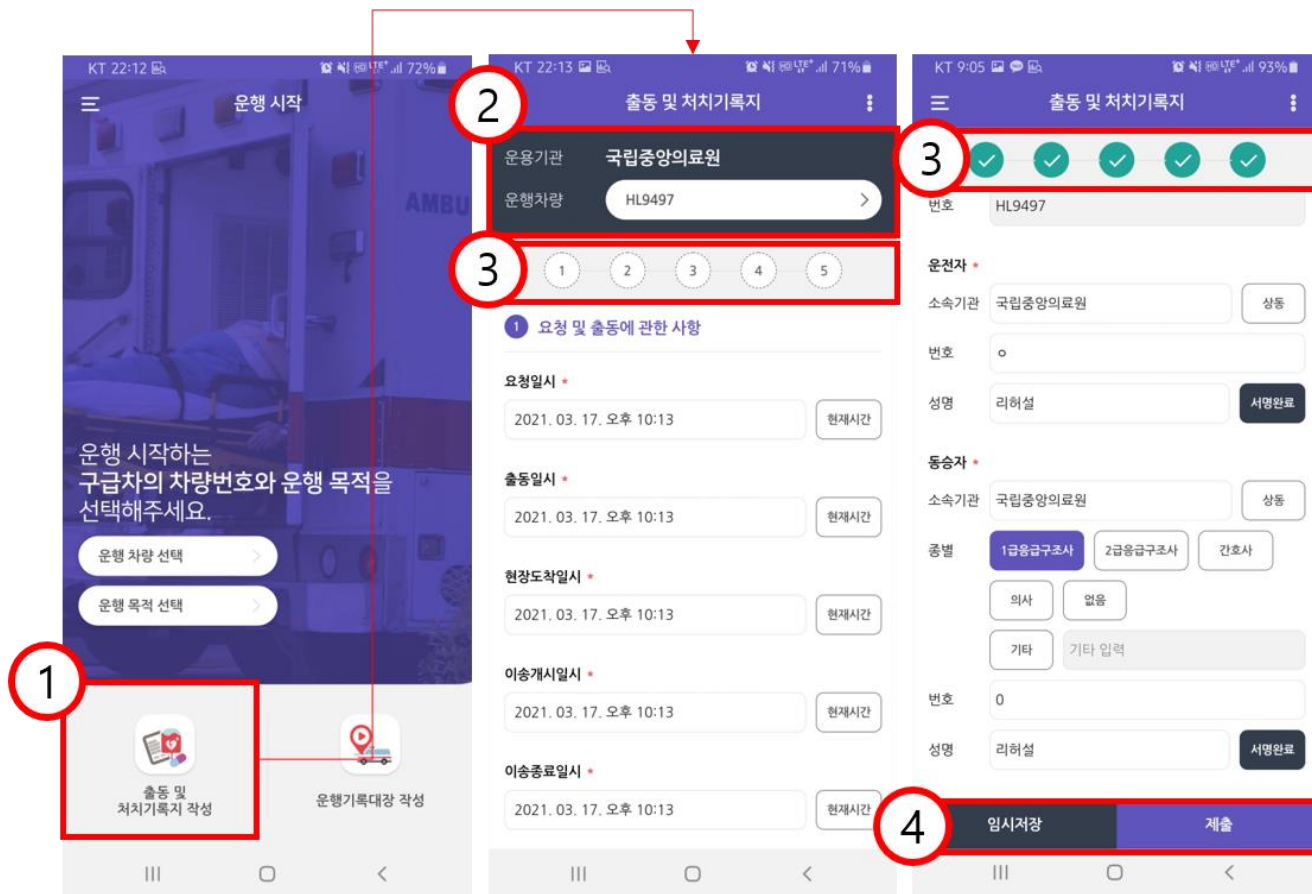 KT 22:12
LTE+ 72%
운행 시작
AMBU
운행 시작하는
구급차의 차량번호와 운행 목적을
선택해주세요.
운행 차량 선택
운행 목적 선택
1
출동 및
처치기록지 작성
운행기록대장 작성
KT 22:13
LTE+ 71%
출동 및 처치기록지
2
운용기관 국립중앙의료원
운행차량 HL9497
3
1 2 3 4 5
1 요청 및 출동에 관한 사항
요청일시 *
2021. 03. 17. 오후 10:13 현재시간
출동일시 *
2021. 03. 17. 오후 10:13 현재시간
현장도착일시 *
2021. 03. 17. 오후 10:13 현재시간
이송개시일시 *
2021. 03. 17. 오후 10:13 현재시간
이송종료일시 *
2021. 03. 17. 오후 10:13 현재시간
KT 9:05
LTE+ 93%
출동 및 처치기록지
3
번호 HL9497
운전자 *
소속기관 국립중앙의료원 상동
번호 ㅇ
성명 리허설 서명완료
동승자 *
소속기관 국립중앙의료원 상동
종별 1급응급구조사 2급응급구조사 간호사
의사 없음
기타 기타 입력
번호 0
성명 리허설 서명완료
4
임시저장 제출